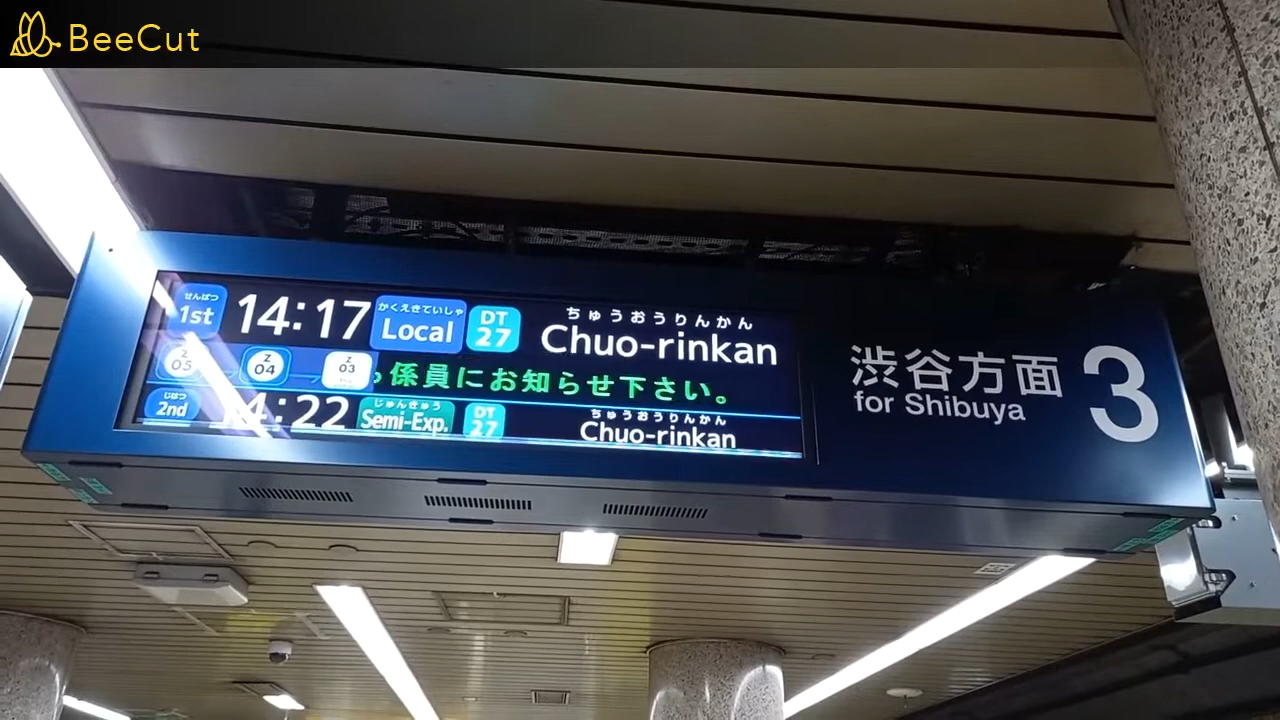 BeeCut
せんぱつ
1st 14:17
かくえきていしゃ
Local
DT
27
ちゅうおうりんかん
Chuo-rinkan
Z
05
Z
04
Z
03
係員にお知らせ下さい。
じはつ
2nd
14:22
じゅんきゅう
Semi-Exp.
DT
27
ちゅうおうりんかん
Chuo-rinkan
渋谷方面
for Shibuya
3